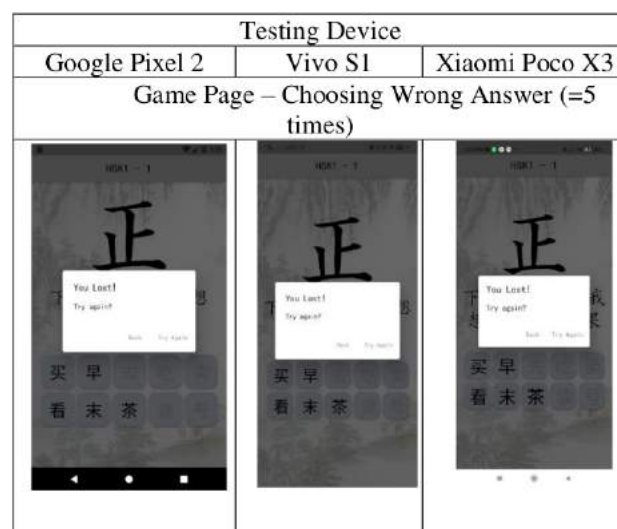 Testing Device
Google Pixel 2 Vivo S1 Xiaomi Poco X3
Game Page – Choosing Wrong Answer (=5
times)
HSK1 - 1
正
下
You Lost!
Try again?
Back Try Again
买 早
看 末 茶
HSK1 - 1
正
You Lost!
Try again?
Back Try Again
买 早
看 末 茶
HSK1 - 1
正
下 我
You Lost!
Try again?
Back Try Again
买 早
看 末 茶